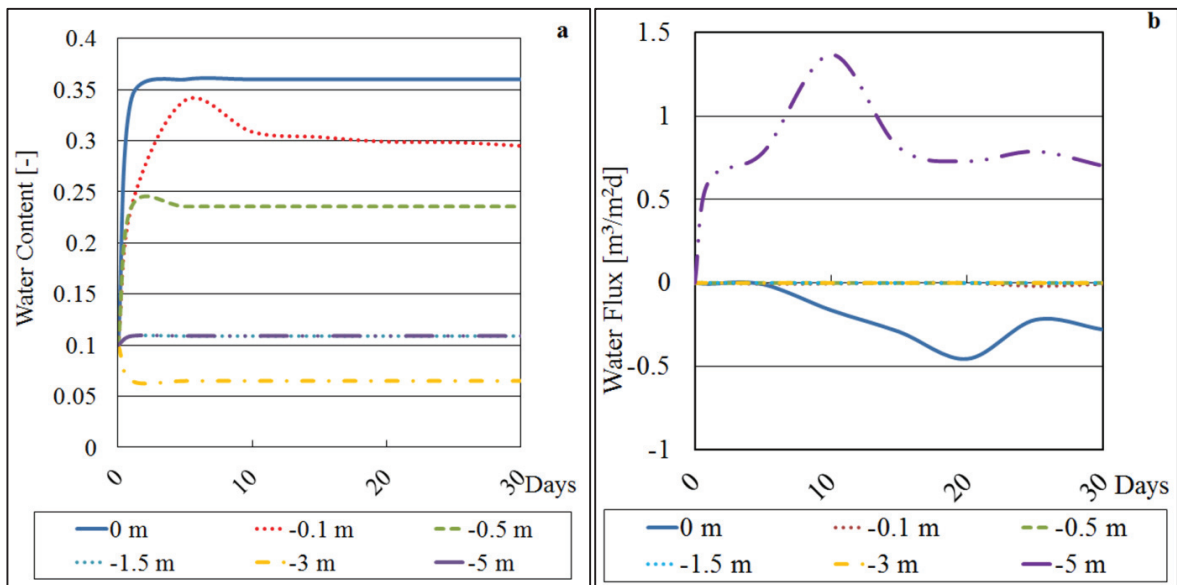 a
Water Content [-]
0.4
0.35
0.3
0.25
0.2
0.15
0.1
0.05
0
0 10 20 30 Days
0 m -0.1 m -0.5 m
-1.5 m -3 m -5 m
b
Water Flux [m³/m²d]
1.5
1
0.5
0
-0.5
-1
0 10 20 30 Days
0 m -0.1 m -0.5 m
-1.5 m -3 m -5 m